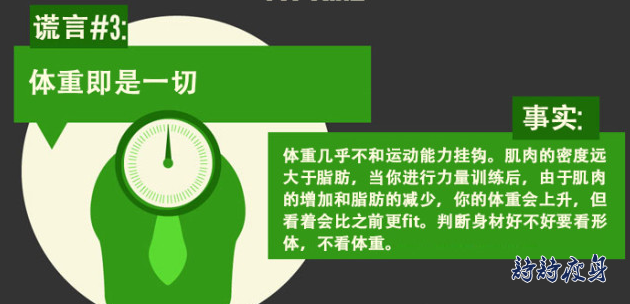 谎言#3:
体重即是一切
事实:
体重几乎不和运动能力挂钩。肌肉的密度远
大于脂肪，当你进行力量训练后，由于肌肉
的增加和脂肪的减少，你的体重会上升，但
看着会比之前更fit。判断身材好不好要看形
体，不看体重。